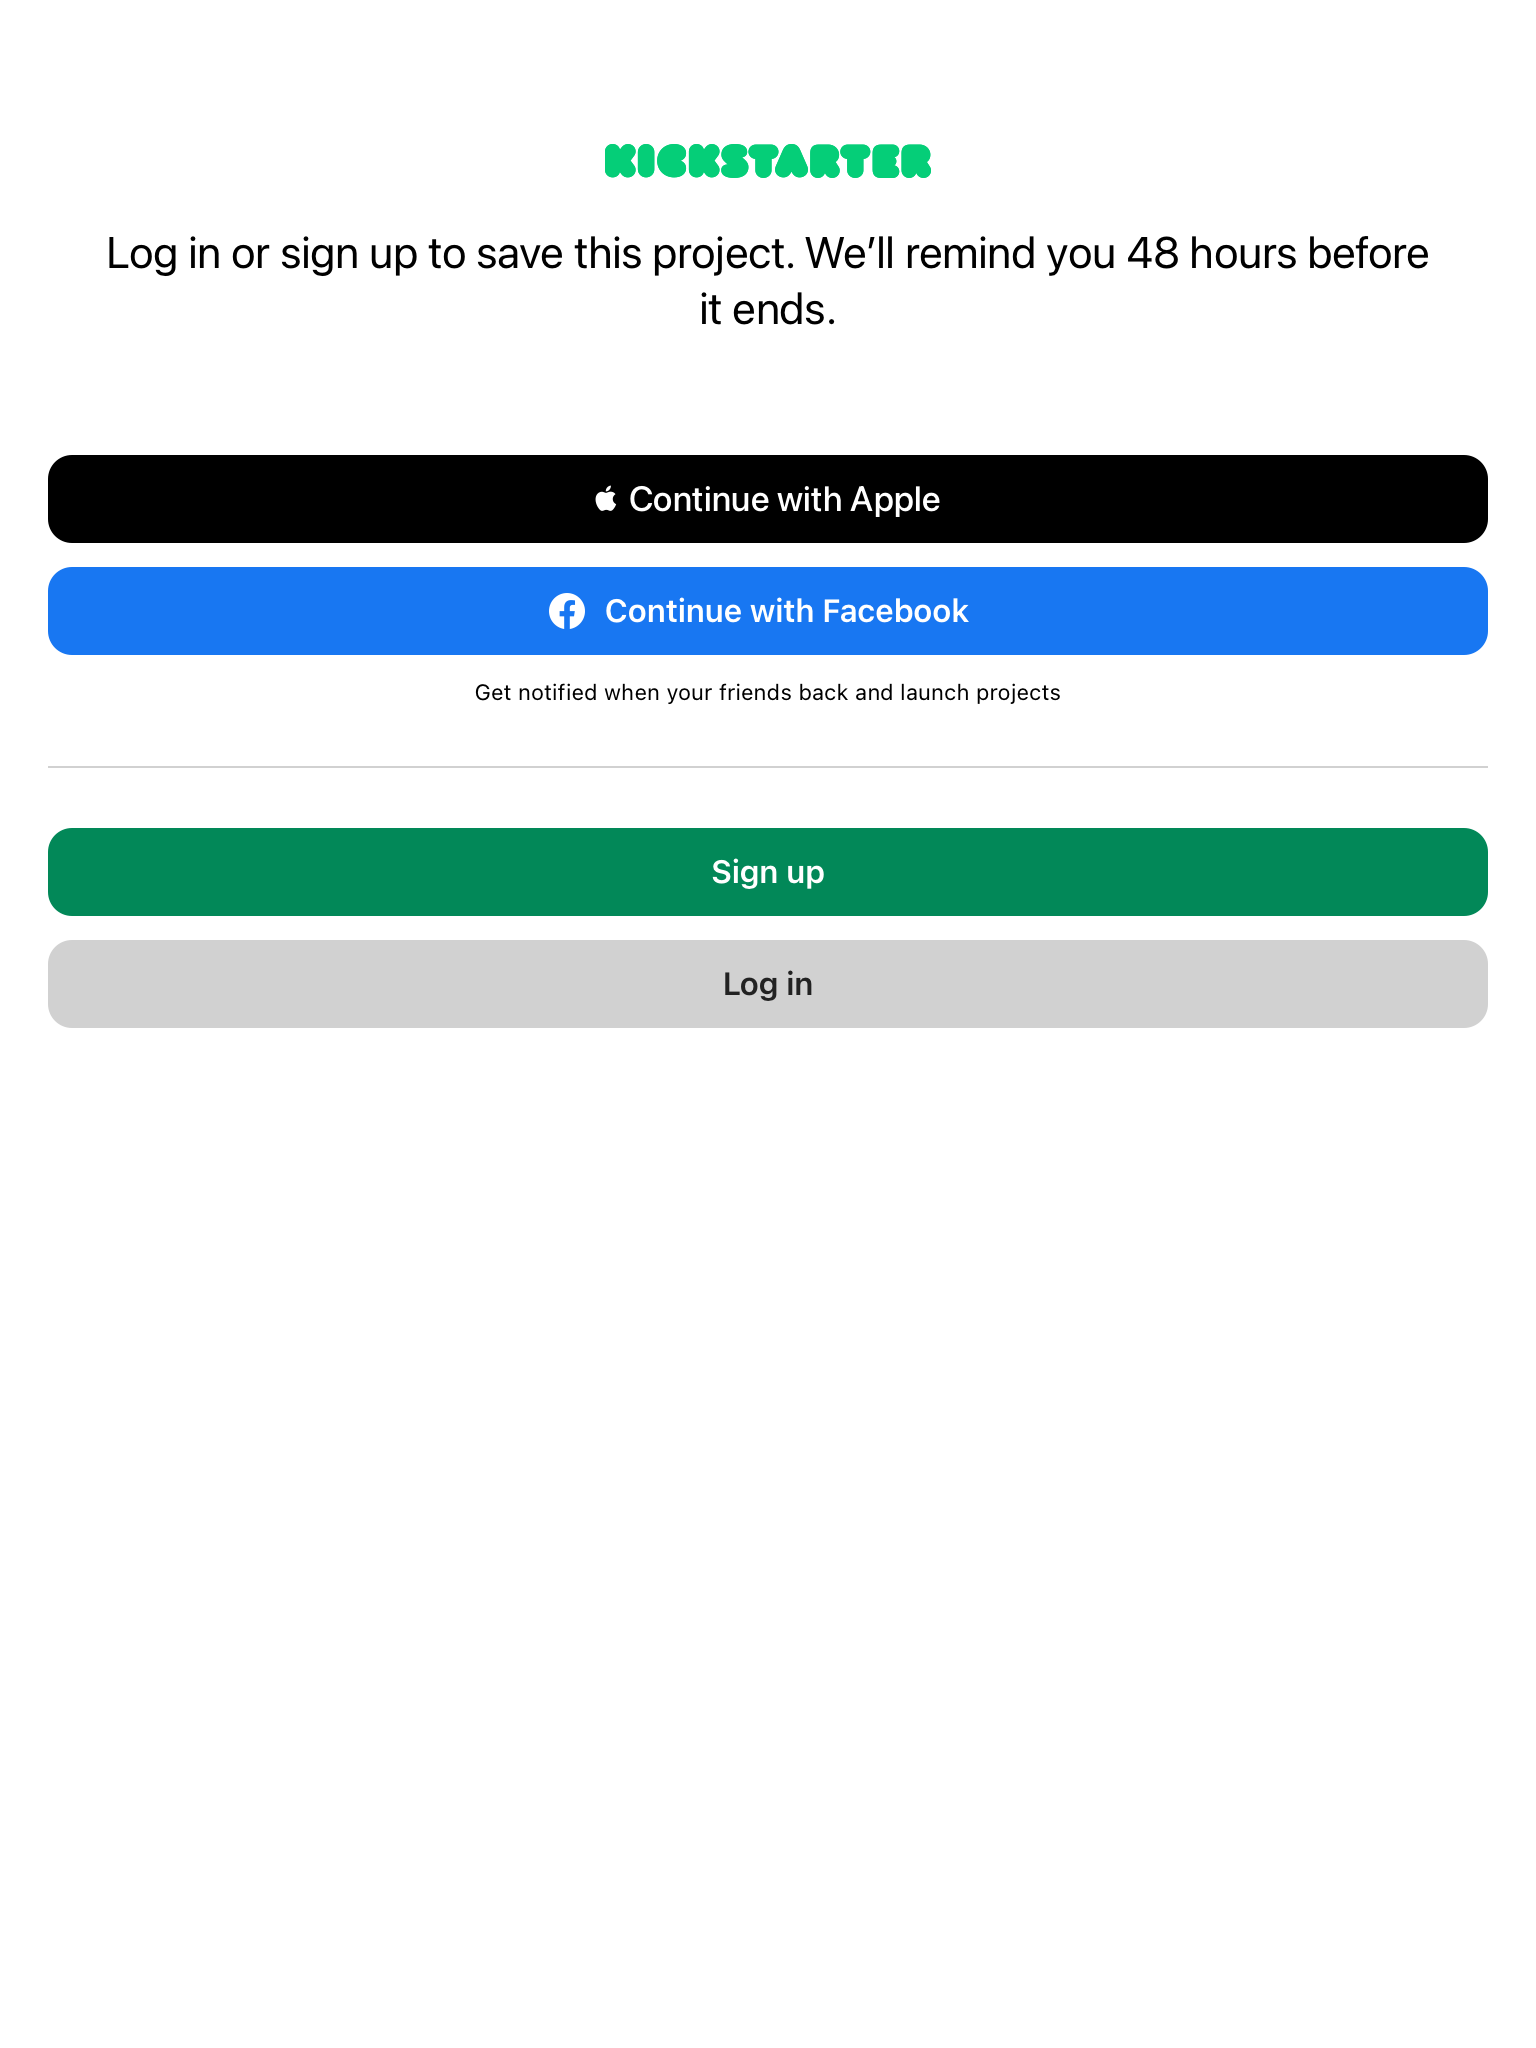 KICKSTARTER
Log in or sign up to save this project. We’ll remind you 48 hours before
it ends.
Continue with Apple
Continue with Facebook
Get notified when your friends back and launch projects
Sign up
Log in